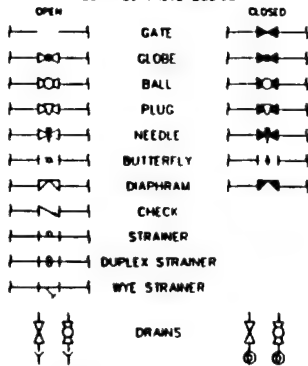 OPEN CLOSED
GATE
GLOBE
BALL
PLUG
NEEDLE
BUTTERFLY
DIAPHRAM
CHECK
STRAINER
DUPLEX STRAINER
WYE STRAINER
DRAINS